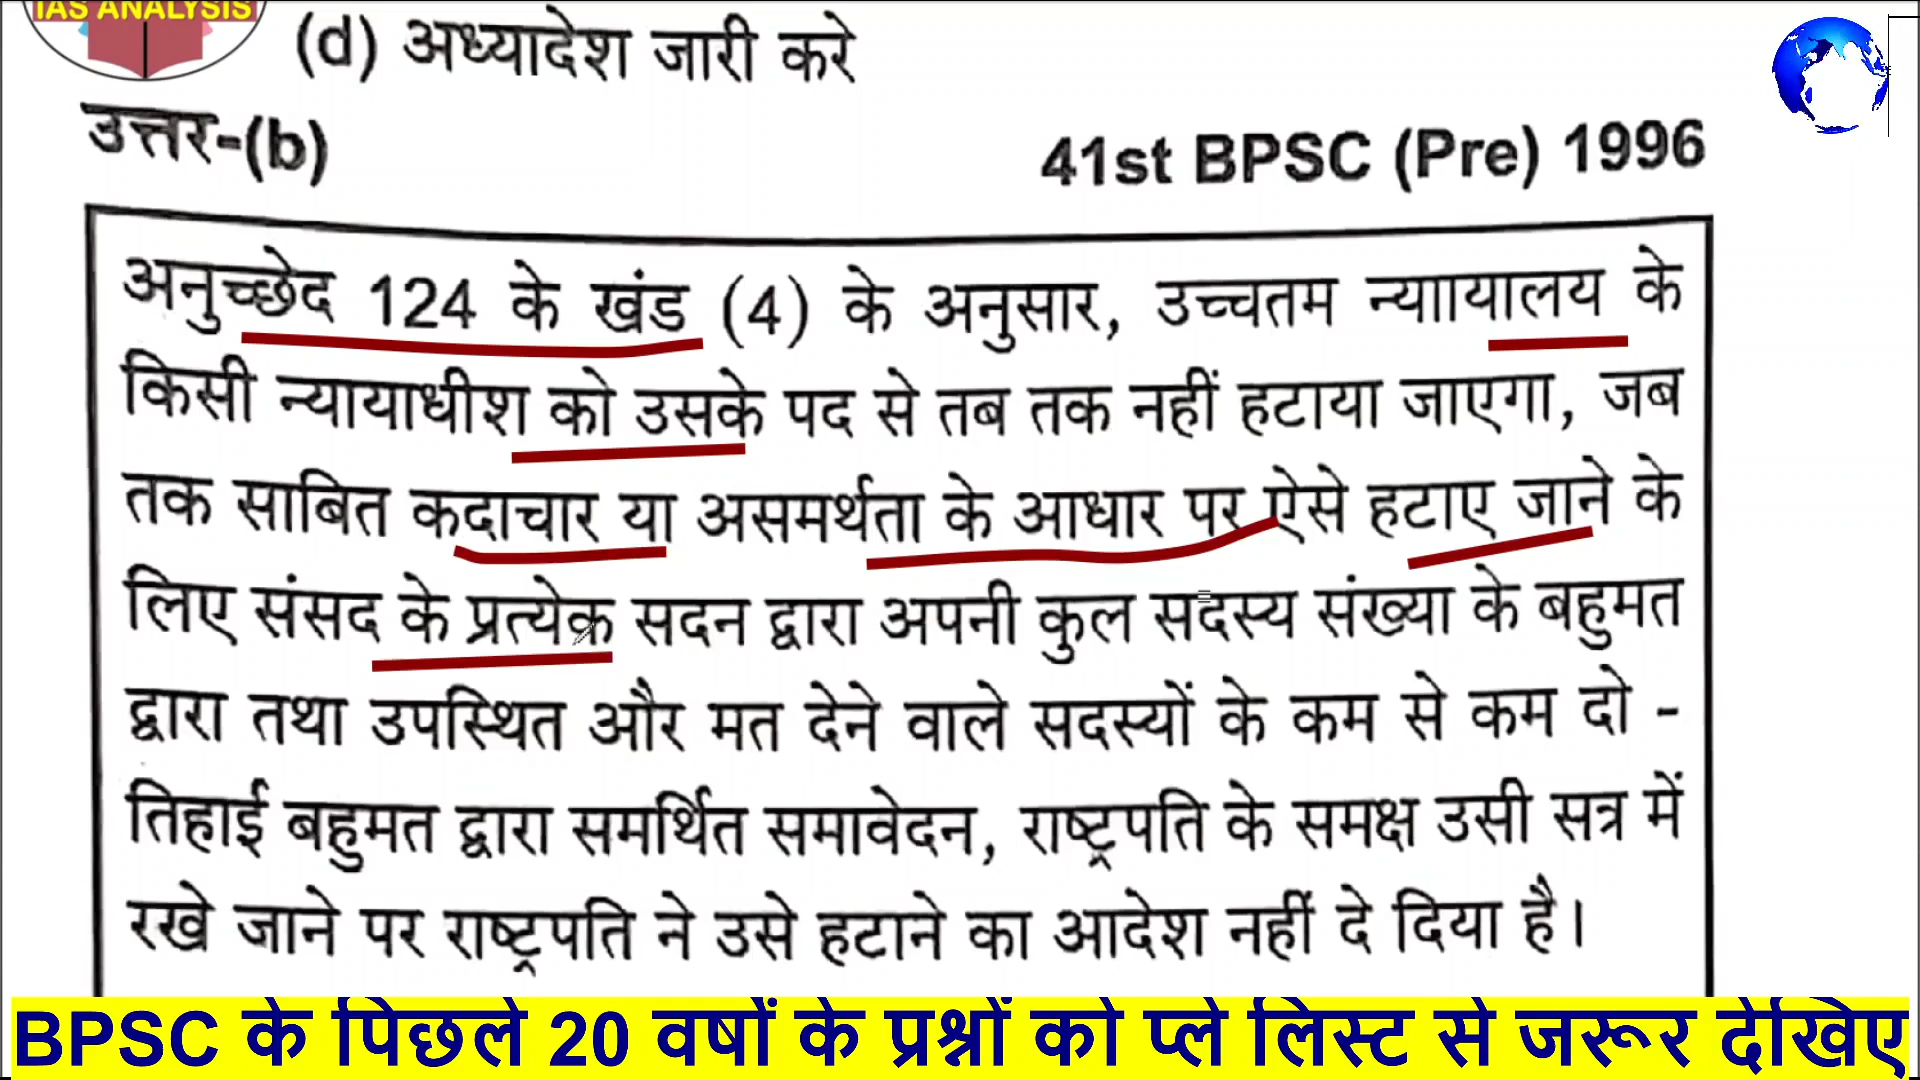 IAS ANALYSIS
(d) अध्यादेश जारी करे
उत्तर-(b) 41st BPSC (Pre) 1996
अनुच्छेद 124 के खंड (4) के अनुसार, उच्चतम न्याायालय के
किसी न्यायाधीश को उसके पद से तब तक नहीं हटाया जाएगा, जब
तक साबित कदाचार या असमर्थता के आधार पर ऐसे हटाए जाने के
लिए संसद के प्रत्येक सदन द्वारा अपनी कुल सदस्य संख्या के बहुमत
द्वारा तथा उपस्थित और मत देने वाले सदस्यों के कम से कम दो -
तिहाई बहुमत द्वारा समर्थित समावेदन, राष्ट्रपति के समक्ष उसी सत्र में
रखे जाने पर राष्ट्रपति ने उसे हटाने का आदेश नहीं दे दिया है।
BPSC के पिछले 20 वर्षों के प्रश्नों को प्ले लिस्ट से जरूर देखिए